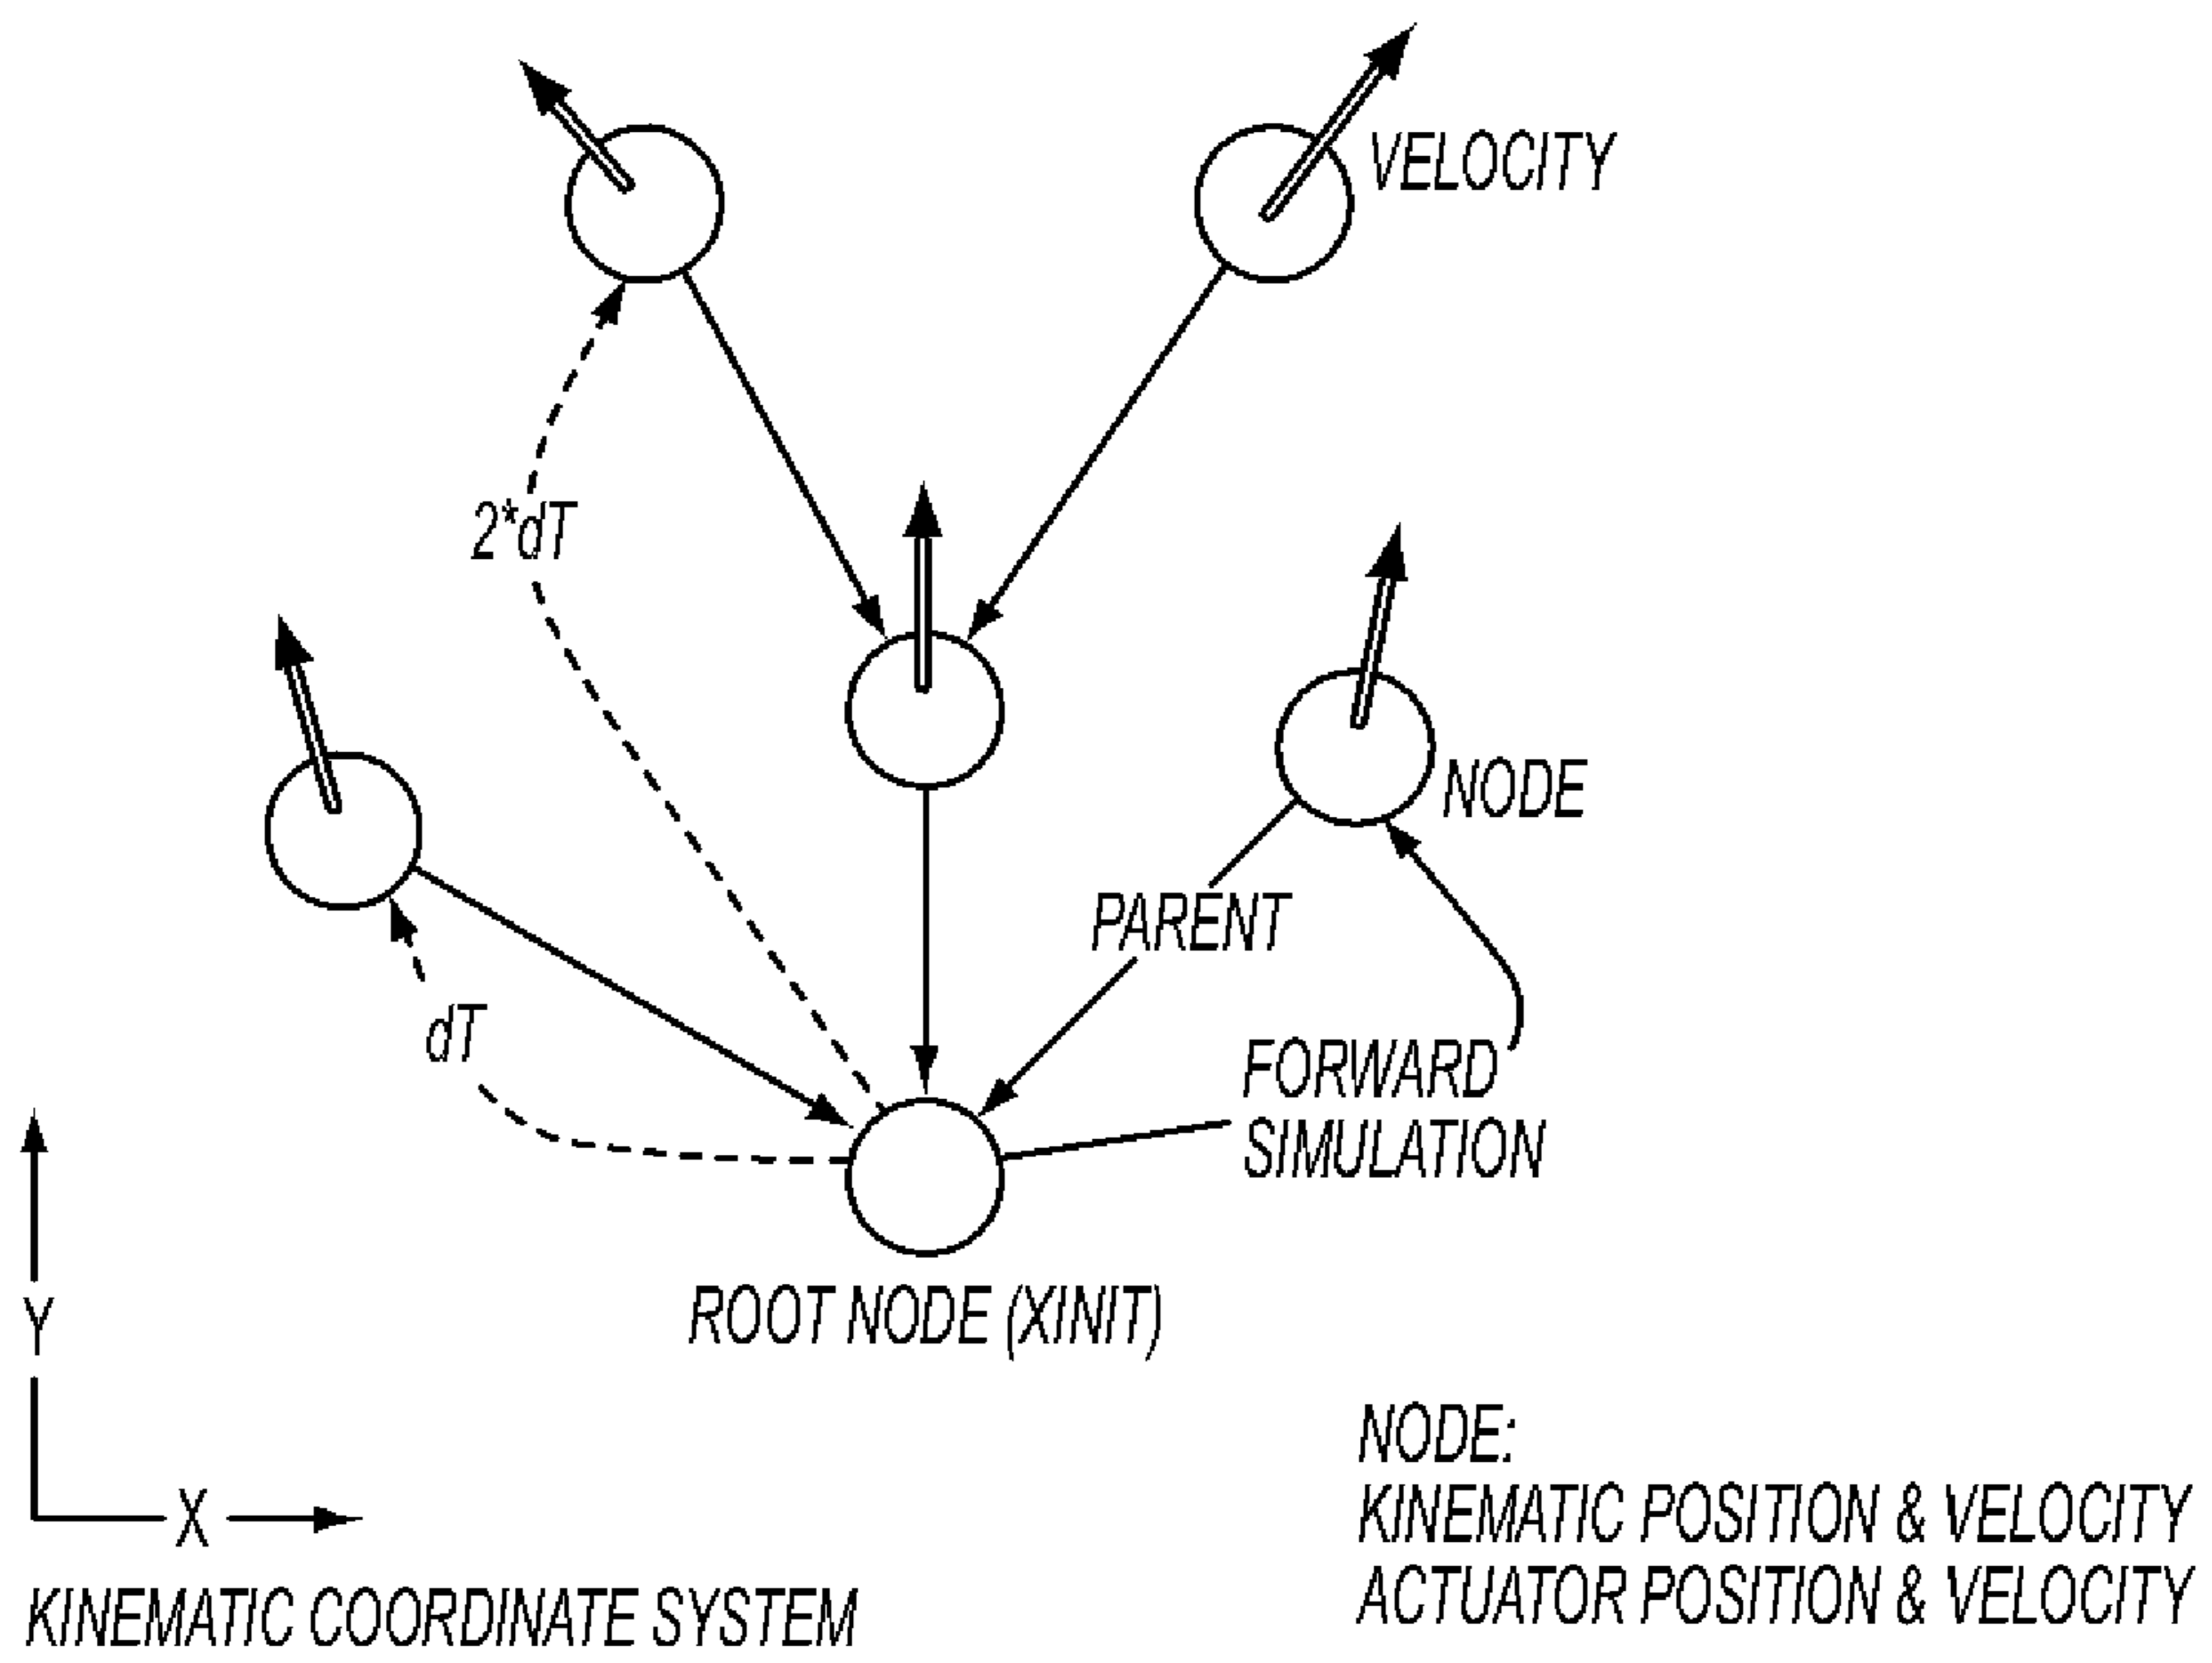 VELOCITY
2*dT
NODE
PARENT
dT
FORWARD
SIMULATION
ROOT NODE (XINIT)
Y
X
KINEMATIC COORDINATE SYSTEM
NODE:
KINEMATIC POSITION & VELOCITY
ACTUATOR POSITION & VELOCITY